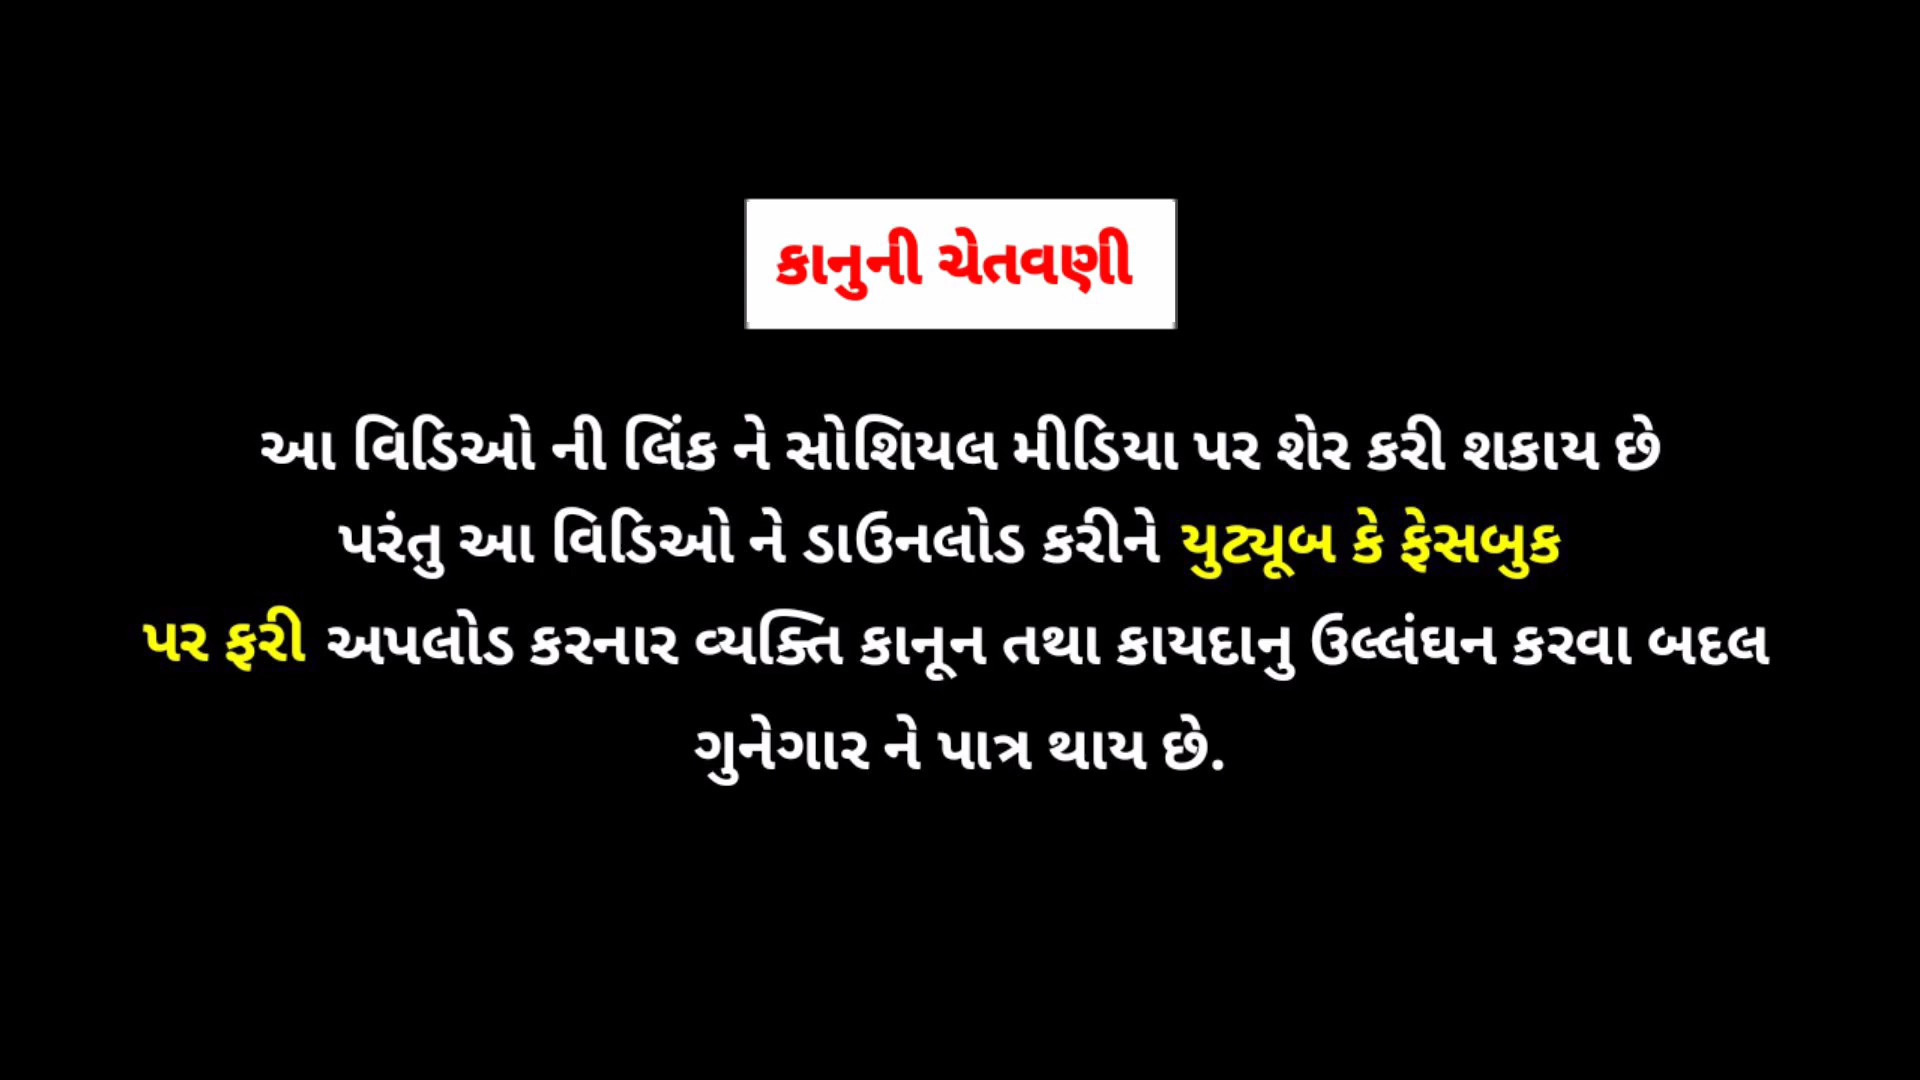 કાનુની ચેતવણી
આ વિડિઓ ની લિંક ને સોશિયલ મીડિયા પર શેર કરી શકાય છે
પરંતુ આ વિડિઓ ને ડાઉનલોડ કરીને યુટ્યૂબ કે ફેસબુક
પર ફરી અપલોડ કરનાર વ્યક્તિ કાનૂન તથા કાયદાનુ ઉલ્લંઘન કરવા બદલ
ગુનેગાર ને પાત્ર થાય છે.